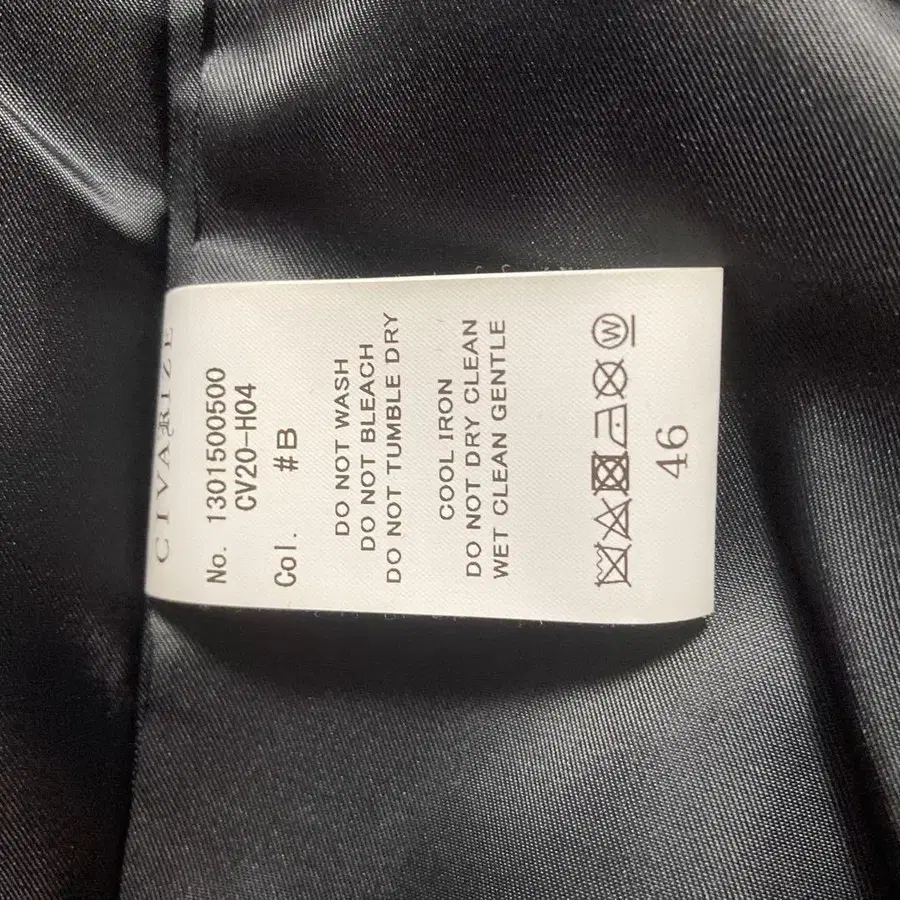 CIVARIZE
No. 1301500500
CV20-H04
Col. #B
DO NOT WASH
DO NOT BLEACH
DO NOT TUMBLE DRY
COOL IRON
DO NOT DRY CLEAN
WET CLEAN GENTLE
W
46